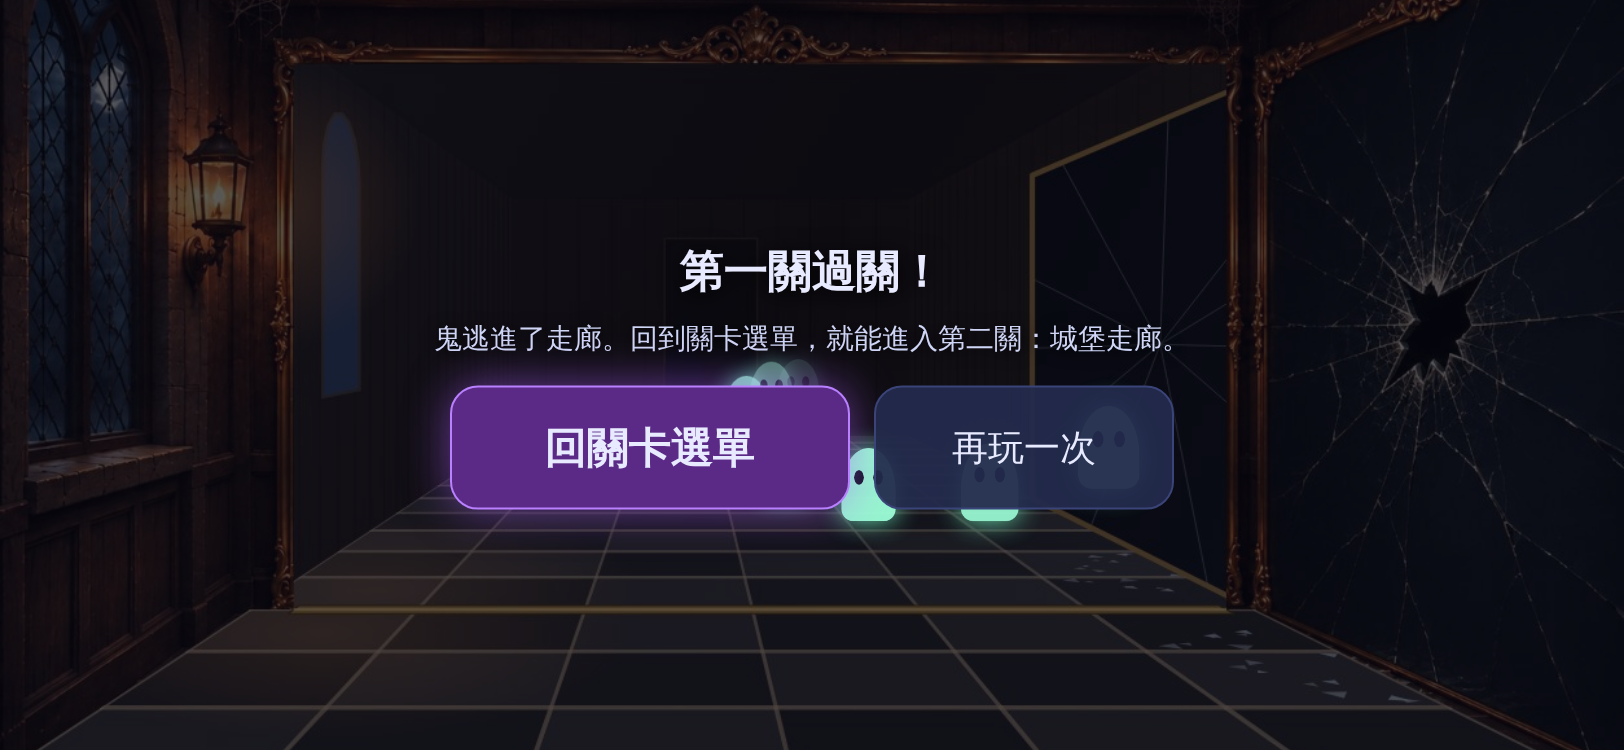 第一關過關！
鬼逃進了走廊。回到關卡選單，就能進入第二關：城堡走廊。
回關卡選單
再玩一次